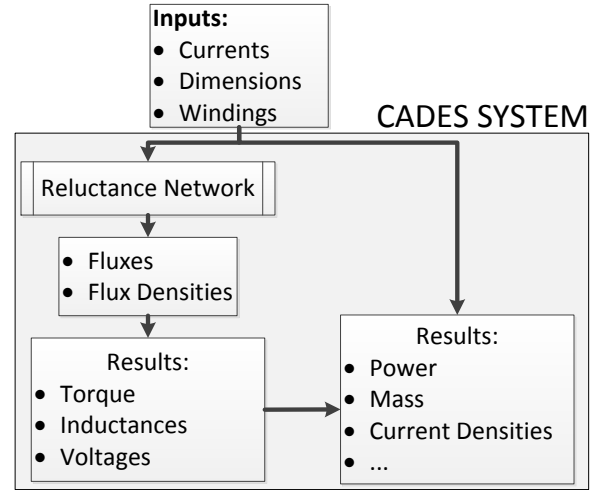 Inputs:
• Currents
• Dimensions
• Windings
CADES SYSTEM
Reluctance Network
• Fluxes
• Flux Densities
Results:
• Torque
• Inductances
• Voltages
Results:
• Power
• Mass
• Current Densities
• ...